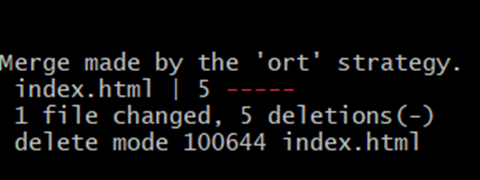 Merge made by the 'ort' strategy.
index.html | 5 -----
1 file changed, 5 deletions(-)
delete mode 100644 index.html